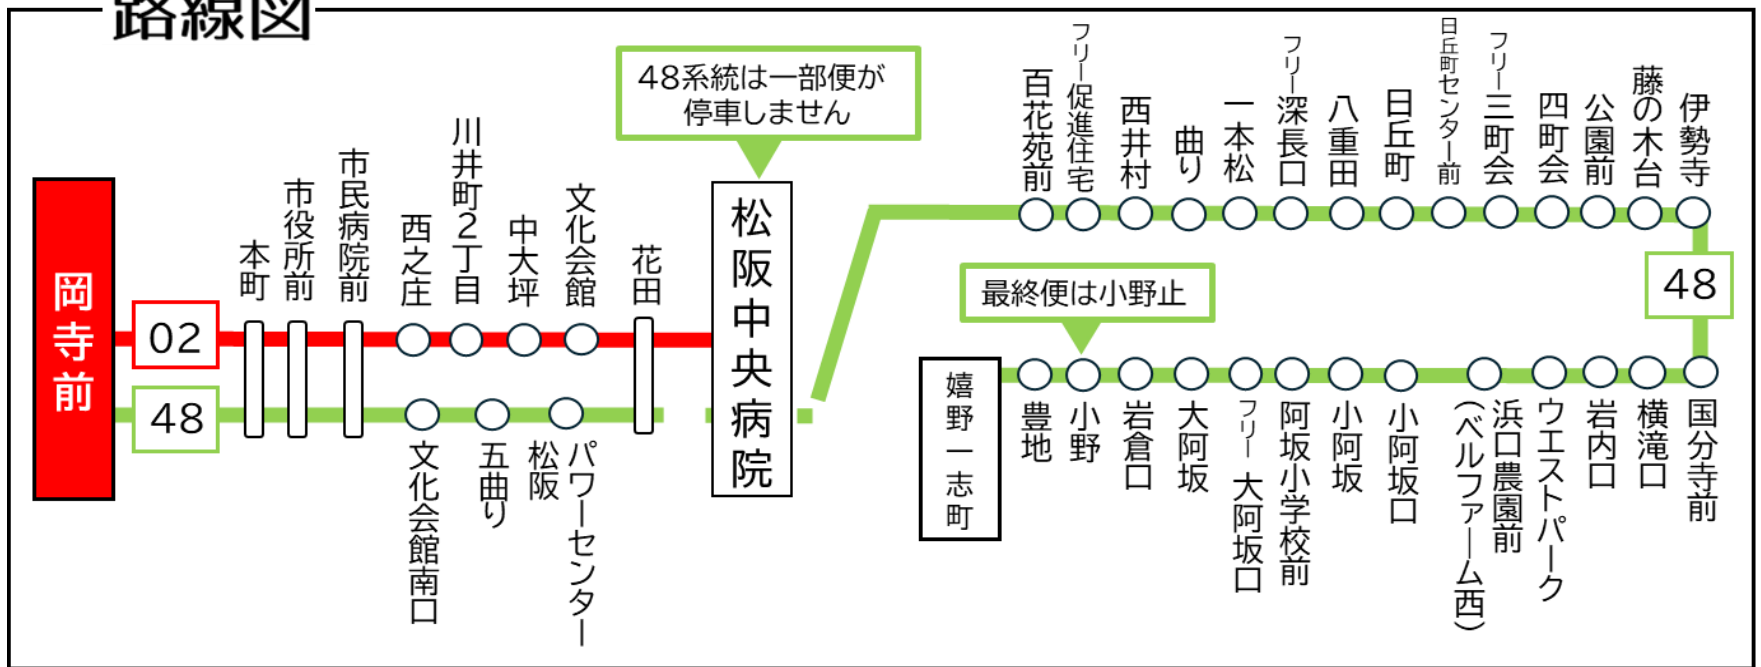 路線図
48系統は一部便が
停車しません
岡寺前
02
48
本町
市役所前
市民病院前
西之庄
川井町2丁目
中大坪
文化会館
花田
文化会館南口
五曲り
松阪
パワーセンター
松阪中央病院
百花苑前
フリー促進住宅
西井村
曲り
一本松
フリー深長口
八重田
日丘町
日丘町センター前
フリー三町会
四町会
公園前
藤の木台
伊勢寺
48
最終便は小野止
嬉野一志町
豊地
小野
岩倉口
大阿坂
フリー大阿坂口
阿坂小学校前
小阿坂
小阿坂口
浜口農園前
(ベルファーム西)
ウエストパーク
岩内口
横滝口
国分寺前